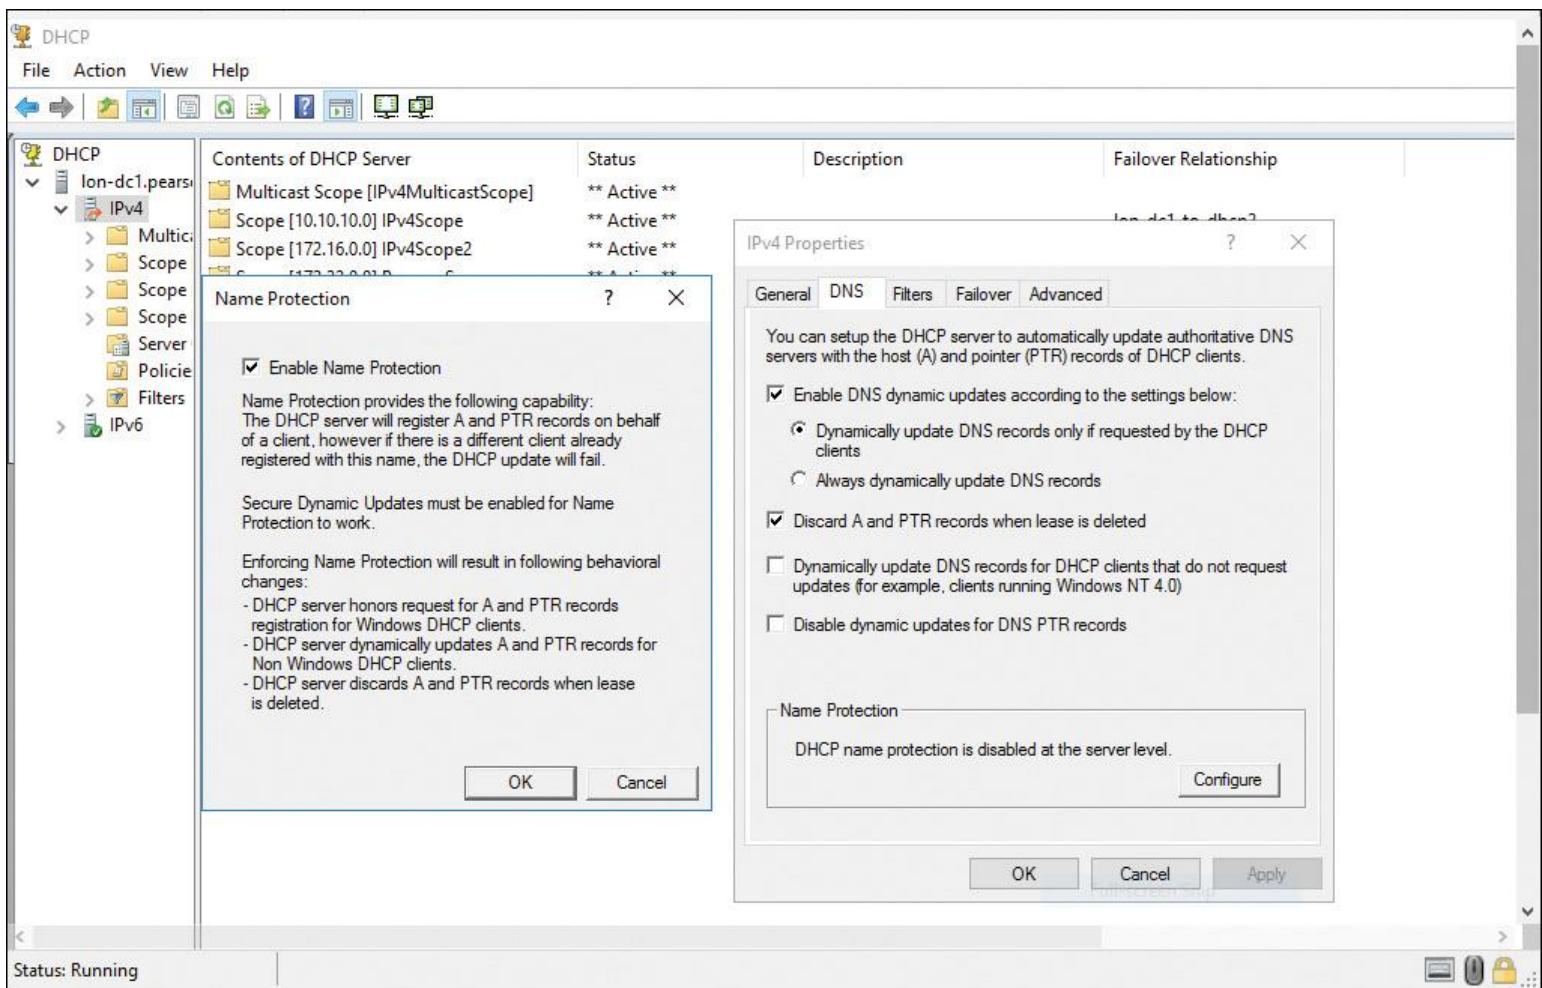 DHCP
File Action View Help
DHCP
lon-dc1.pears
IPv4
Multica
Scope
Scope
Scope
Server
Policie
Filters
IPv6
Contents of DHCP Server Status Description Failover Relationship
Multicast Scope [IPv4MulticastScope] ** Active **
Scope [10.10.10.0] IPv4Scope ** Active ** lon-dc1-to-dhcp2
Scope [172.16.0.0] IPv4Scope2 ** Active **
Name Protection
Enable Name Protection
Name Protection provides the following capability:
The DHCP server will register A and PTR records on behalf
of a client, however if there is a different client already
registered with this name, the DHCP update will fail.
Secure Dynamic Updates must be enabled for Name
Protection to work.
Enforcing Name Protection will result in following behavioral
changes:
- DHCP server honors request for A and PTR records
registration for Windows DHCP clients.
- DHCP server dynamically updates A and PTR records for
Non Windows DHCP clients.
- DHCP server discards A and PTR records when lease
is deleted.
OK Cancel
IPv4 Properties
General DNS Filters Failover Advanced
You can setup the DHCP server to automatically update authoritative DNS
servers with the host (A) and pointer (PTR) records of DHCP clients.
Enable DNS dynamic updates according to the settings below:
Dynamically update DNS records only if requested by the DHCP
clients
Always dynamically update DNS records
Discard A and PTR records when lease is deleted
Dynamically update DNS records for DHCP clients that do not request
updates (for example, clients running Windows NT 4.0)
Disable dynamic updates for DNS PTR records
Name Protection
DHCP name protection is disabled at the server level.
Configure
OK Cancel Apply
Full-screen Snip
Status: Running